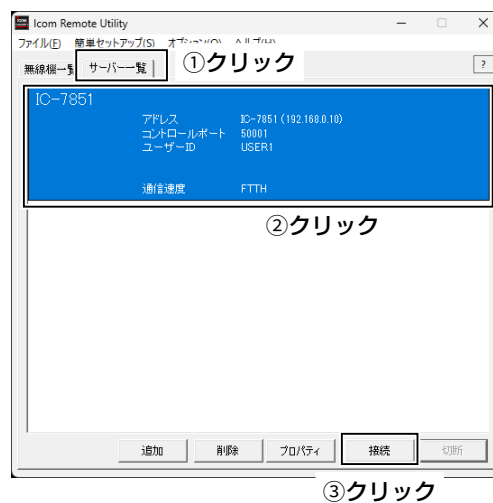 Icom Remote Utility
ファイル(F) 簡単セットアップ(S)
無線機一覧 サーバー一覧 ①クリック ?
IC-7851
アドレス IC-7851 (192.168.0.10)
コントロールポート 50001
ユーザーID USER1
通信速度 FTTH
②クリック
追加 削除 プロパティ 接続 切断
③クリック